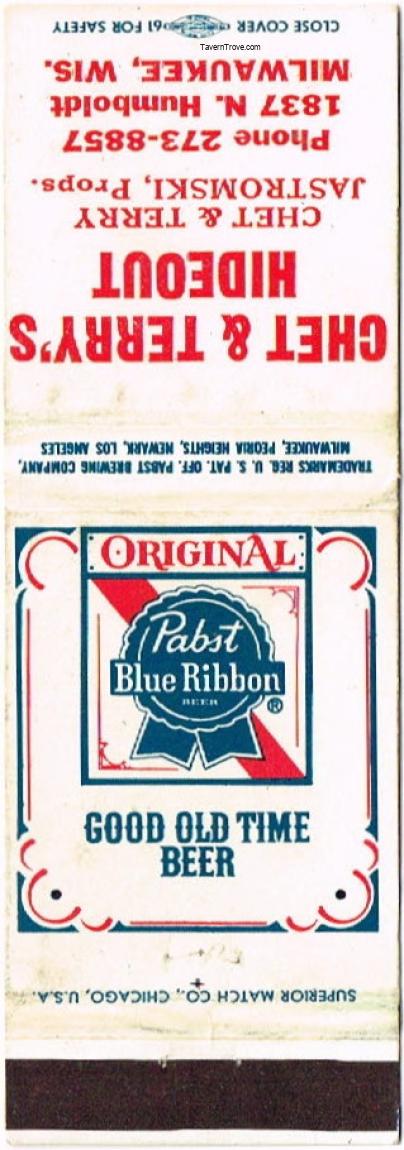 CHET & TERRY'S
HIDEOUT
CHET & TERRY
JASTROMSKI, Props.
Phone 273-8857
1837 N. Humboldt
MILWAUKEE, WIS.
CLOSE COVER 61 FOR SAFETY
TavernTrove.com
TRADEMARKS REG. U. S. PAT. OFF. PABST BREWING COMPANY,
MILWAUKEE, PEORIA HEIGHTS, NEWARK, LOS ANGELES
ORIGINAL
Pabst
Blue Ribbon
BEER
®
GOOD OLD TIME
BEER
SUPERIOR MATCH CO., CHICAGO, U.S.A.